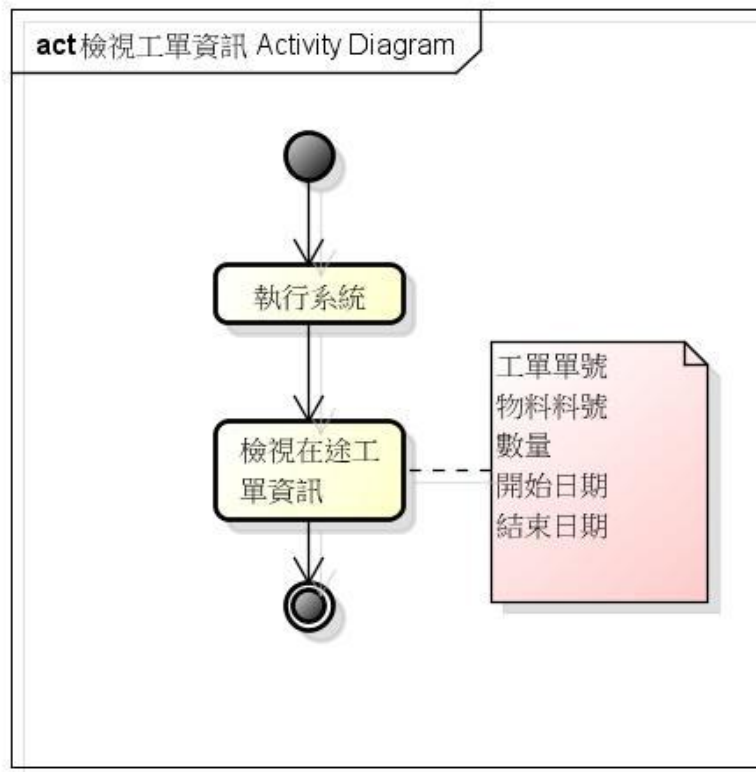 act 檢視工單資訊 Activity Diagram
執行系統
檢視在途工
單資訊
工單單號
物料料號
數量
開始日期
結束日期